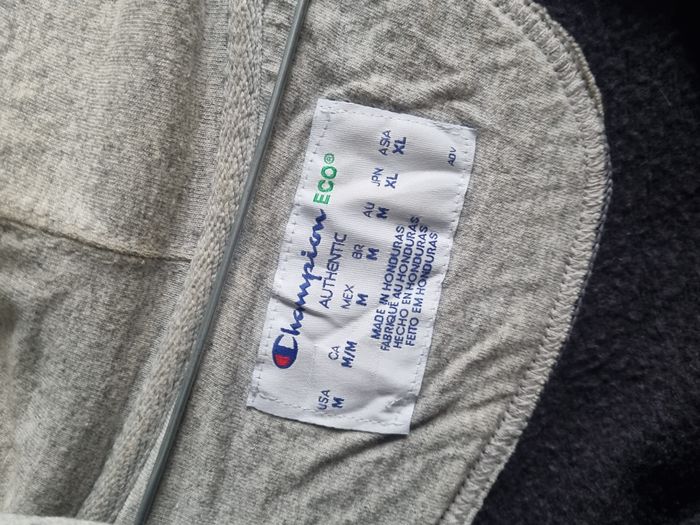 Champion ECO®
AUTHENTIC
USA CA MEX BR AU JPN ASIA
M M/M M M M XL XL
MADE IN HONDURAS
FABRIQUÉ AU HONDURAS
HECHO EN HONDURAS
FEITO EM HONDURAS
ADV